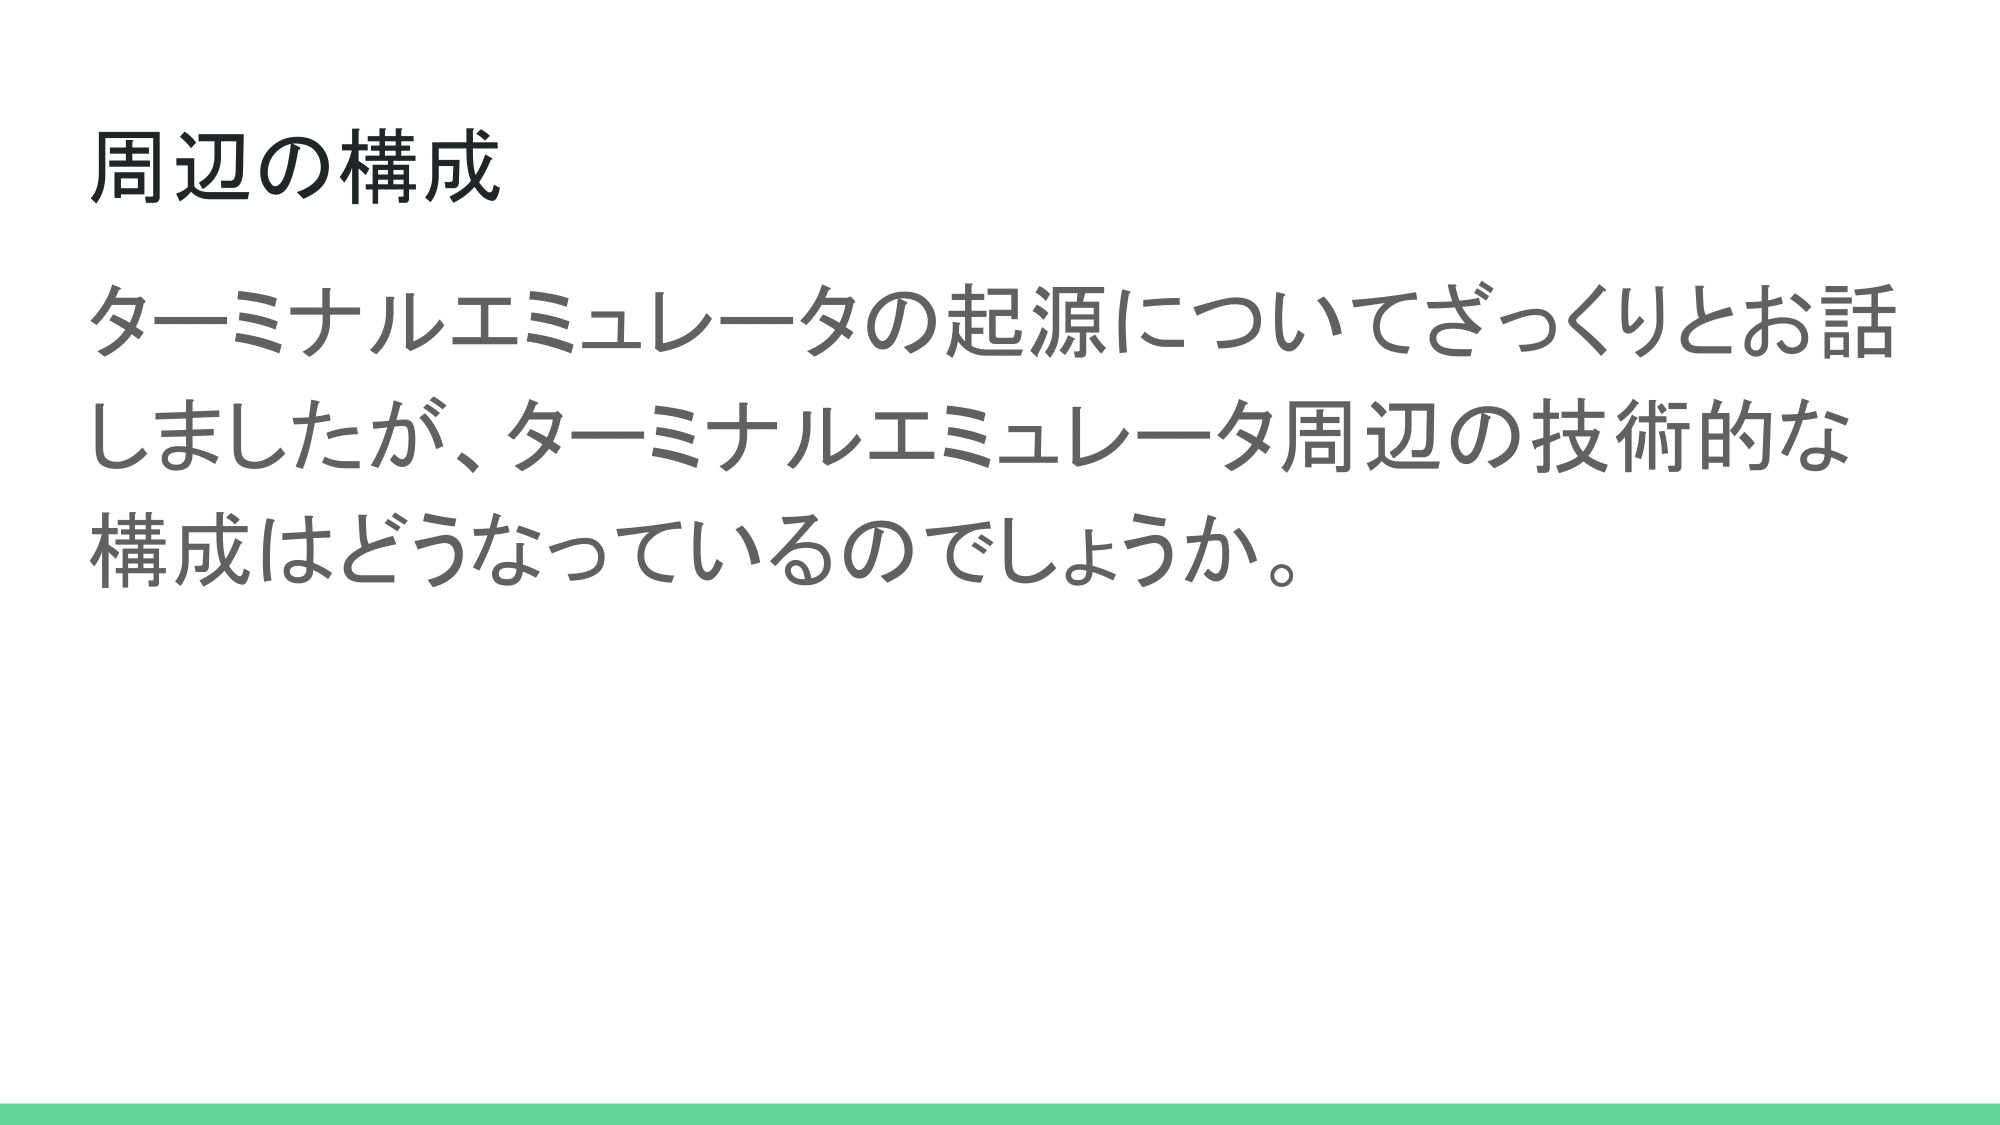 周辺の構成
ターミナルエミュレータの起源についてざっくりとお話
しましたが、ターミナルエミュレータ周辺の技術的な
構成はどうなっているのでしょうか。